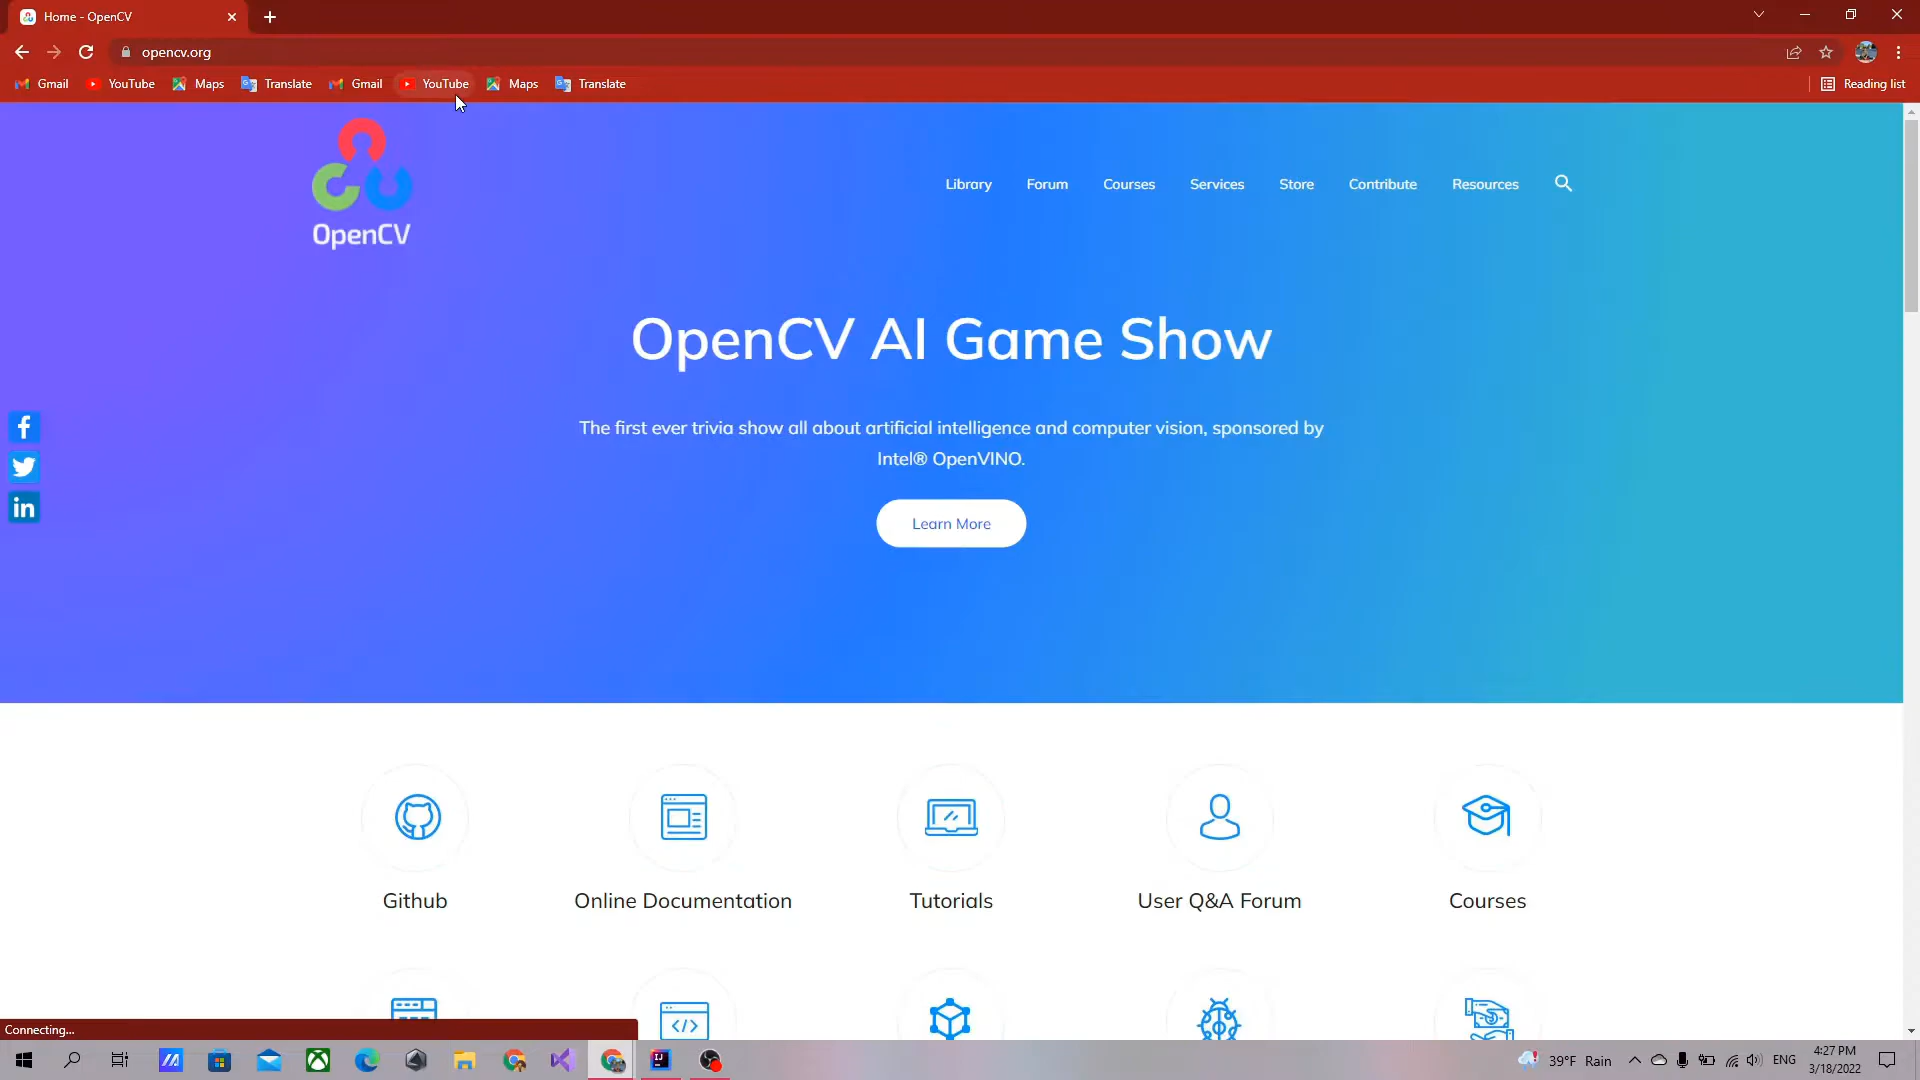 Home - OpenCV
opencv.org
Gmail YouTube Maps Translate Gmail YouTube Maps Translate Reading list
OpenCV
Library Forum Courses Services Store Contribute Resources
OpenCV AI Game Show
The first ever trivia show all about artificial intelligence and computer vision, sponsored by
Intel® OpenVINO.
Learn More
Github Online Documentation Tutorials User Q&A Forum Courses
Connecting...
39°F Rain ENG 4:27 PM
3/18/2022